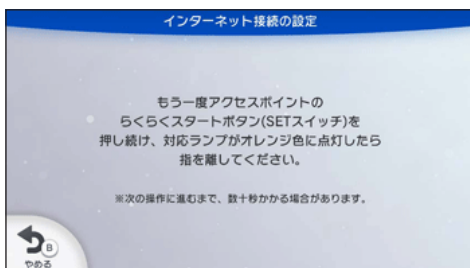 インターネット接続の設定
もう一度アクセスポイントの
らくらくスタートボタン(SETスイッチ)を
押し続け、対応ランプがオレンジ色に点灯したら
指を離してください。
※次の操作に進むまで、数十秒かかる場合があります。
B
やめる